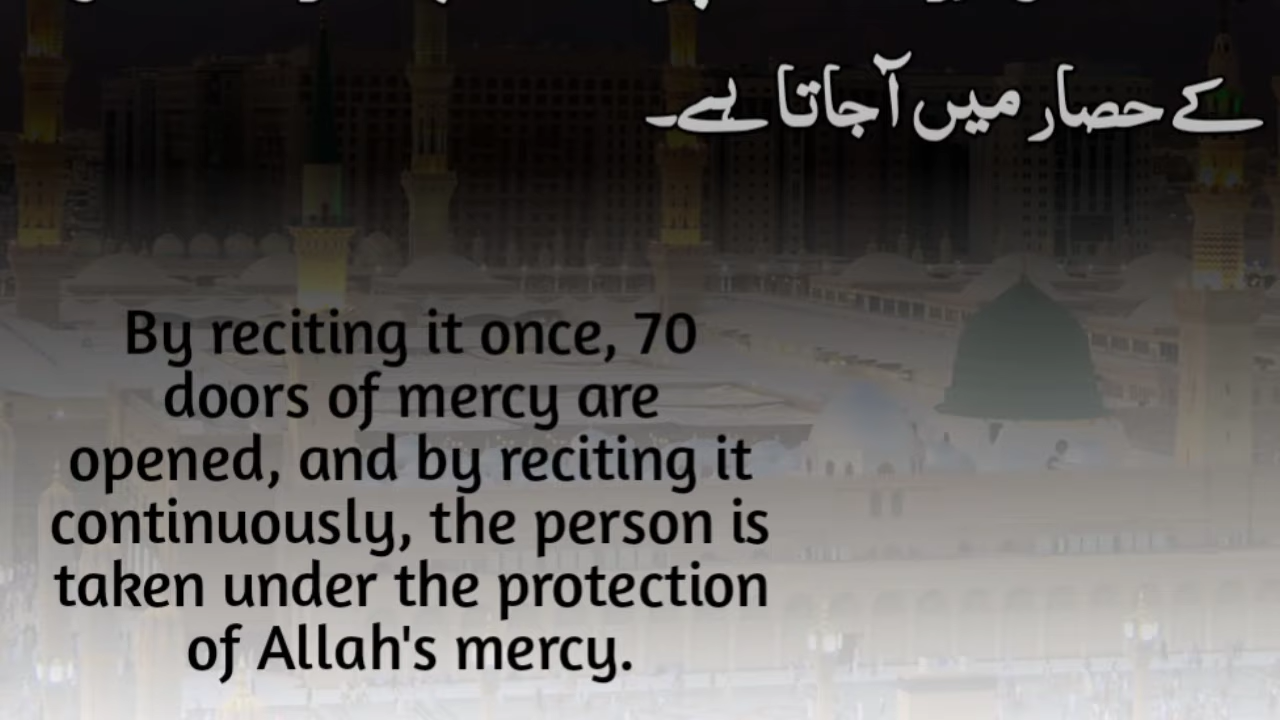 کے حصار میں آ جاتا ہے۔
By reciting it once, 70
doors of mercy are
opened, and by reciting it
continuously, the person is
taken under the protection
of Allah's mercy.